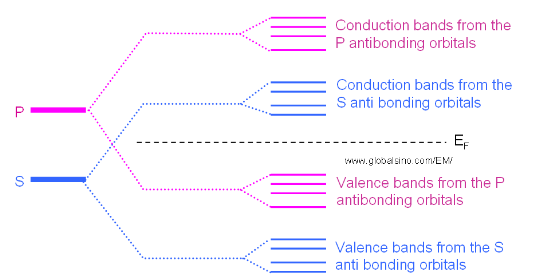 Conduction bands from the
P antibonding orbitals
Conduction bands from the
S anti bonding orbitals
P
E_F
www.globalsino.com/EM/
S
Valence bands from the P
antibonding orbitals
Valence bands from the S
anti bonding orbitals